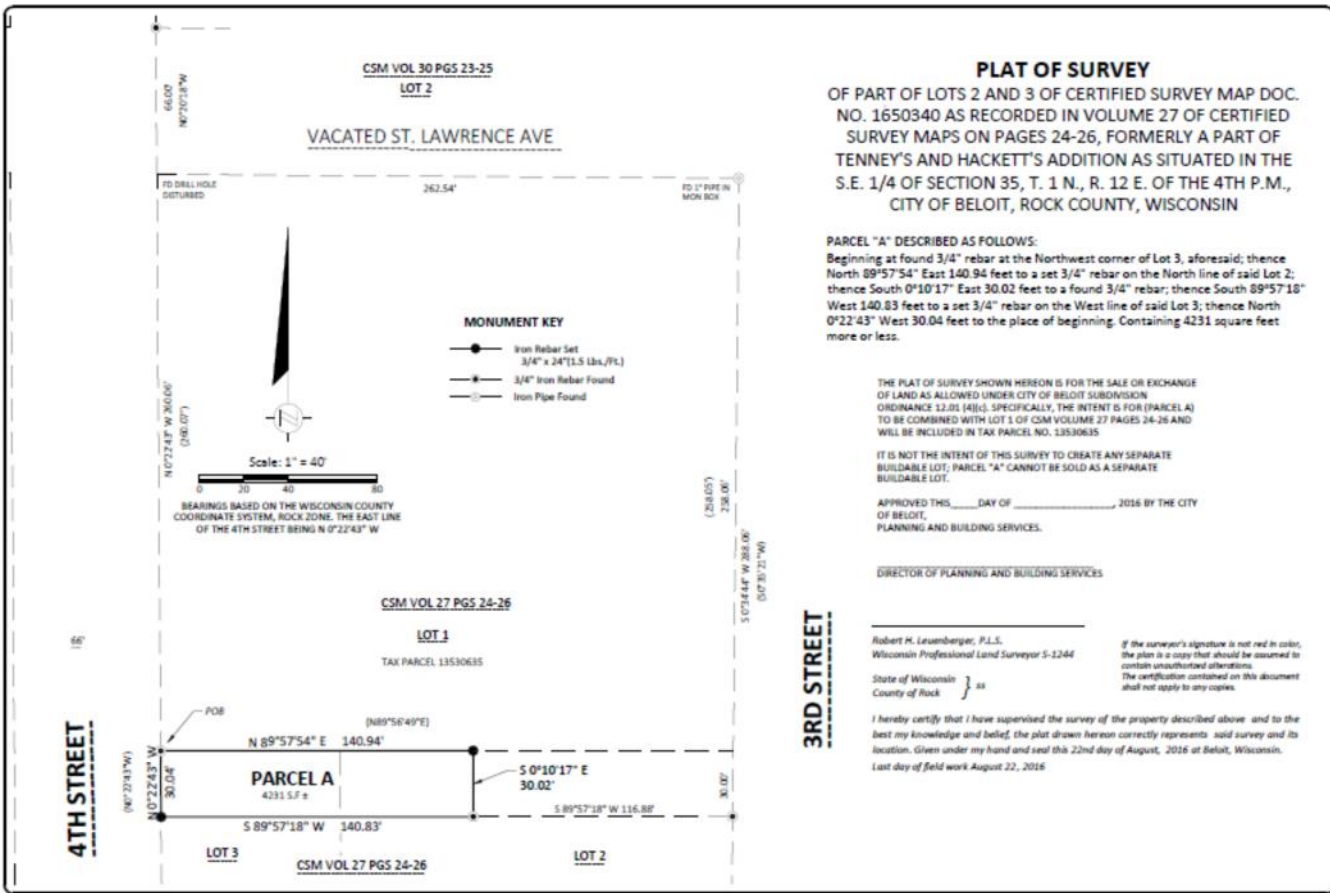 CSM VOL 30 PGS 23-25
LOT 2
66.00'
N0°20'18"W
VACATED ST. LAWRENCE AVE
FD DRILL HOLE
DISTURBED
262.54'
FD 1" PIPE IN
MON BOX
MONUMENT KEY
Iron Rebar Set
3/4" x 24"(1.5 Lbs./Ft.)
3/4" Iron Rebar Found
Iron Pipe Found
N 0°22'43" W 260.06'
(260.07')
Scale: 1" = 40'
0 20 40 80
BEARINGS BASED ON THE WISCONSIN COUNTY
COORDINATE SYSTEM, ROCK ZONE. THE EAST LINE
OF THE 4TH STREET BEING N 0°22'43" W
(258.05')
258.06'
S 0°34'44" W 288.06'
(S0°35'21"W)
CSM VOL 27 PGS 24-26
LOT 1
TAX PARCEL 13530635
66'
4TH STREET
3RD STREET
POB
(N89°56'49"E)
N 89°57'54" E 140.94'
(N0°22'43"W)
N 0°22'43" W
30.04'
PARCEL A
4231 S.F ±
S 0°10'17" E
30.02'
30.00'
S 89°57'18" W 116.88'
S 89°57'18" W 140.83'
LOT 3
CSM VOL 27 PGS 24-26
LOT 2
PLAT OF SURVEY
OF PART OF LOTS 2 AND 3 OF CERTIFIED SURVEY MAP DOC.
NO. 1650340 AS RECORDED IN VOLUME 27 OF CERTIFIED
SURVEY MAPS ON PAGES 24-26, FORMERLY A PART OF
TENNEY'S AND HACKETT'S ADDITION AS SITUATED IN THE
S.E. 1/4 OF SECTION 35, T. 1 N., R. 12 E. OF THE 4TH P.M.,
CITY OF BELOIT, ROCK COUNTY, WISCONSIN
PARCEL "A" DESCRIBED AS FOLLOWS:
Beginning at found 3/4" rebar at the Northwest corner of Lot 3, aforesaid; thence
North 89°57'54" East 140.94 feet to a set 3/4" rebar on the North line of said Lot 2;
thence South 0°10'17" East 30.02 feet to a found 3/4" rebar; thence South 89°57'18"
West 140.83 feet to a set 3/4" rebar on the West line of said Lot 3; thence North
0°22'43" West 30.04 feet to the place of beginning. Containing 4231 square feet
more or less.
THE PLAT OF SURVEY SHOWN HEREON IS FOR THE SALE OR EXCHANGE
OF LAND AS ALLOWED UNDER CITY OF BELOIT SUBDIVISION
ORDINANCE 12.01 (4)(c). SPECIFICALLY, THE INTENT IS FOR (PARCEL A)
TO BE COMBINED WITH LOT 1 OF CSM VOLUME 27 PAGES 24-26 AND
WILL BE INCLUDED IN TAX PARCEL NO. 13530635
IT IS NOT THE INTENT OF THIS SURVEY TO CREATE ANY SEPARATE
BUILDABLE LOT; PARCEL "A" CANNOT BE SOLD AS A SEPARATE
BUILDABLE LOT.
APPROVED THIS_____DAY OF __________________, 2016 BY THE CITY
OF BELOIT,
PLANNING AND BUILDING SERVICES.
DIRECTOR OF PLANNING AND BUILDING SERVICES
Robert H. Leuenberger, P.L.S.
Wisconsin Professional Land Surveyor S-1244
State of Wisconsin
County of Rock } ss
If the surveyor's signature is not red in color,
the plan is a copy that should be assumed to
contain unauthorized alterations.
The certification contained on this document
shall not apply to any copies.
I hereby certify that I have supervised the survey of the property described above and to the
best my knowledge and belief, the plat drawn hereon correctly represents said survey and its
location. Given under my hand and seal this 22nd day of August, 2016 at Beloit, Wisconsin.
Last day of field work August 22, 2016